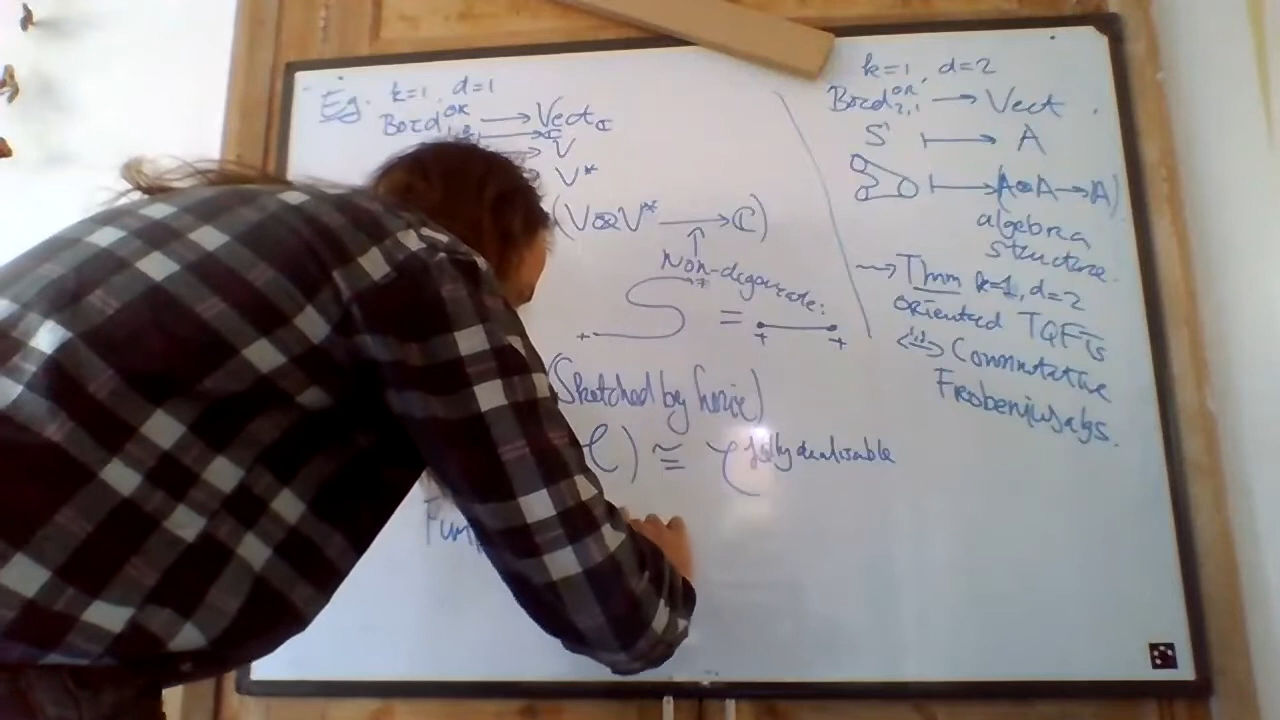 Eg. k=1, d=1
Bord^or → Vect_ℂ
→ ℂ
→ V
V*
(V⊗V* → ℂ)
Non-degenerate:
+ + = + +
(Sketched by Lurie)
) ≅ 𝒞^fully dualisable
Fun
k=1, d=2
Bord^or_2,1 → Vect
S¹ ↦ A
↦ (A⊗A → A)
algebra
structure.
→ Thm k=1, d=2
oriented TQFTs
↔ Commutative
Frobenius algs.